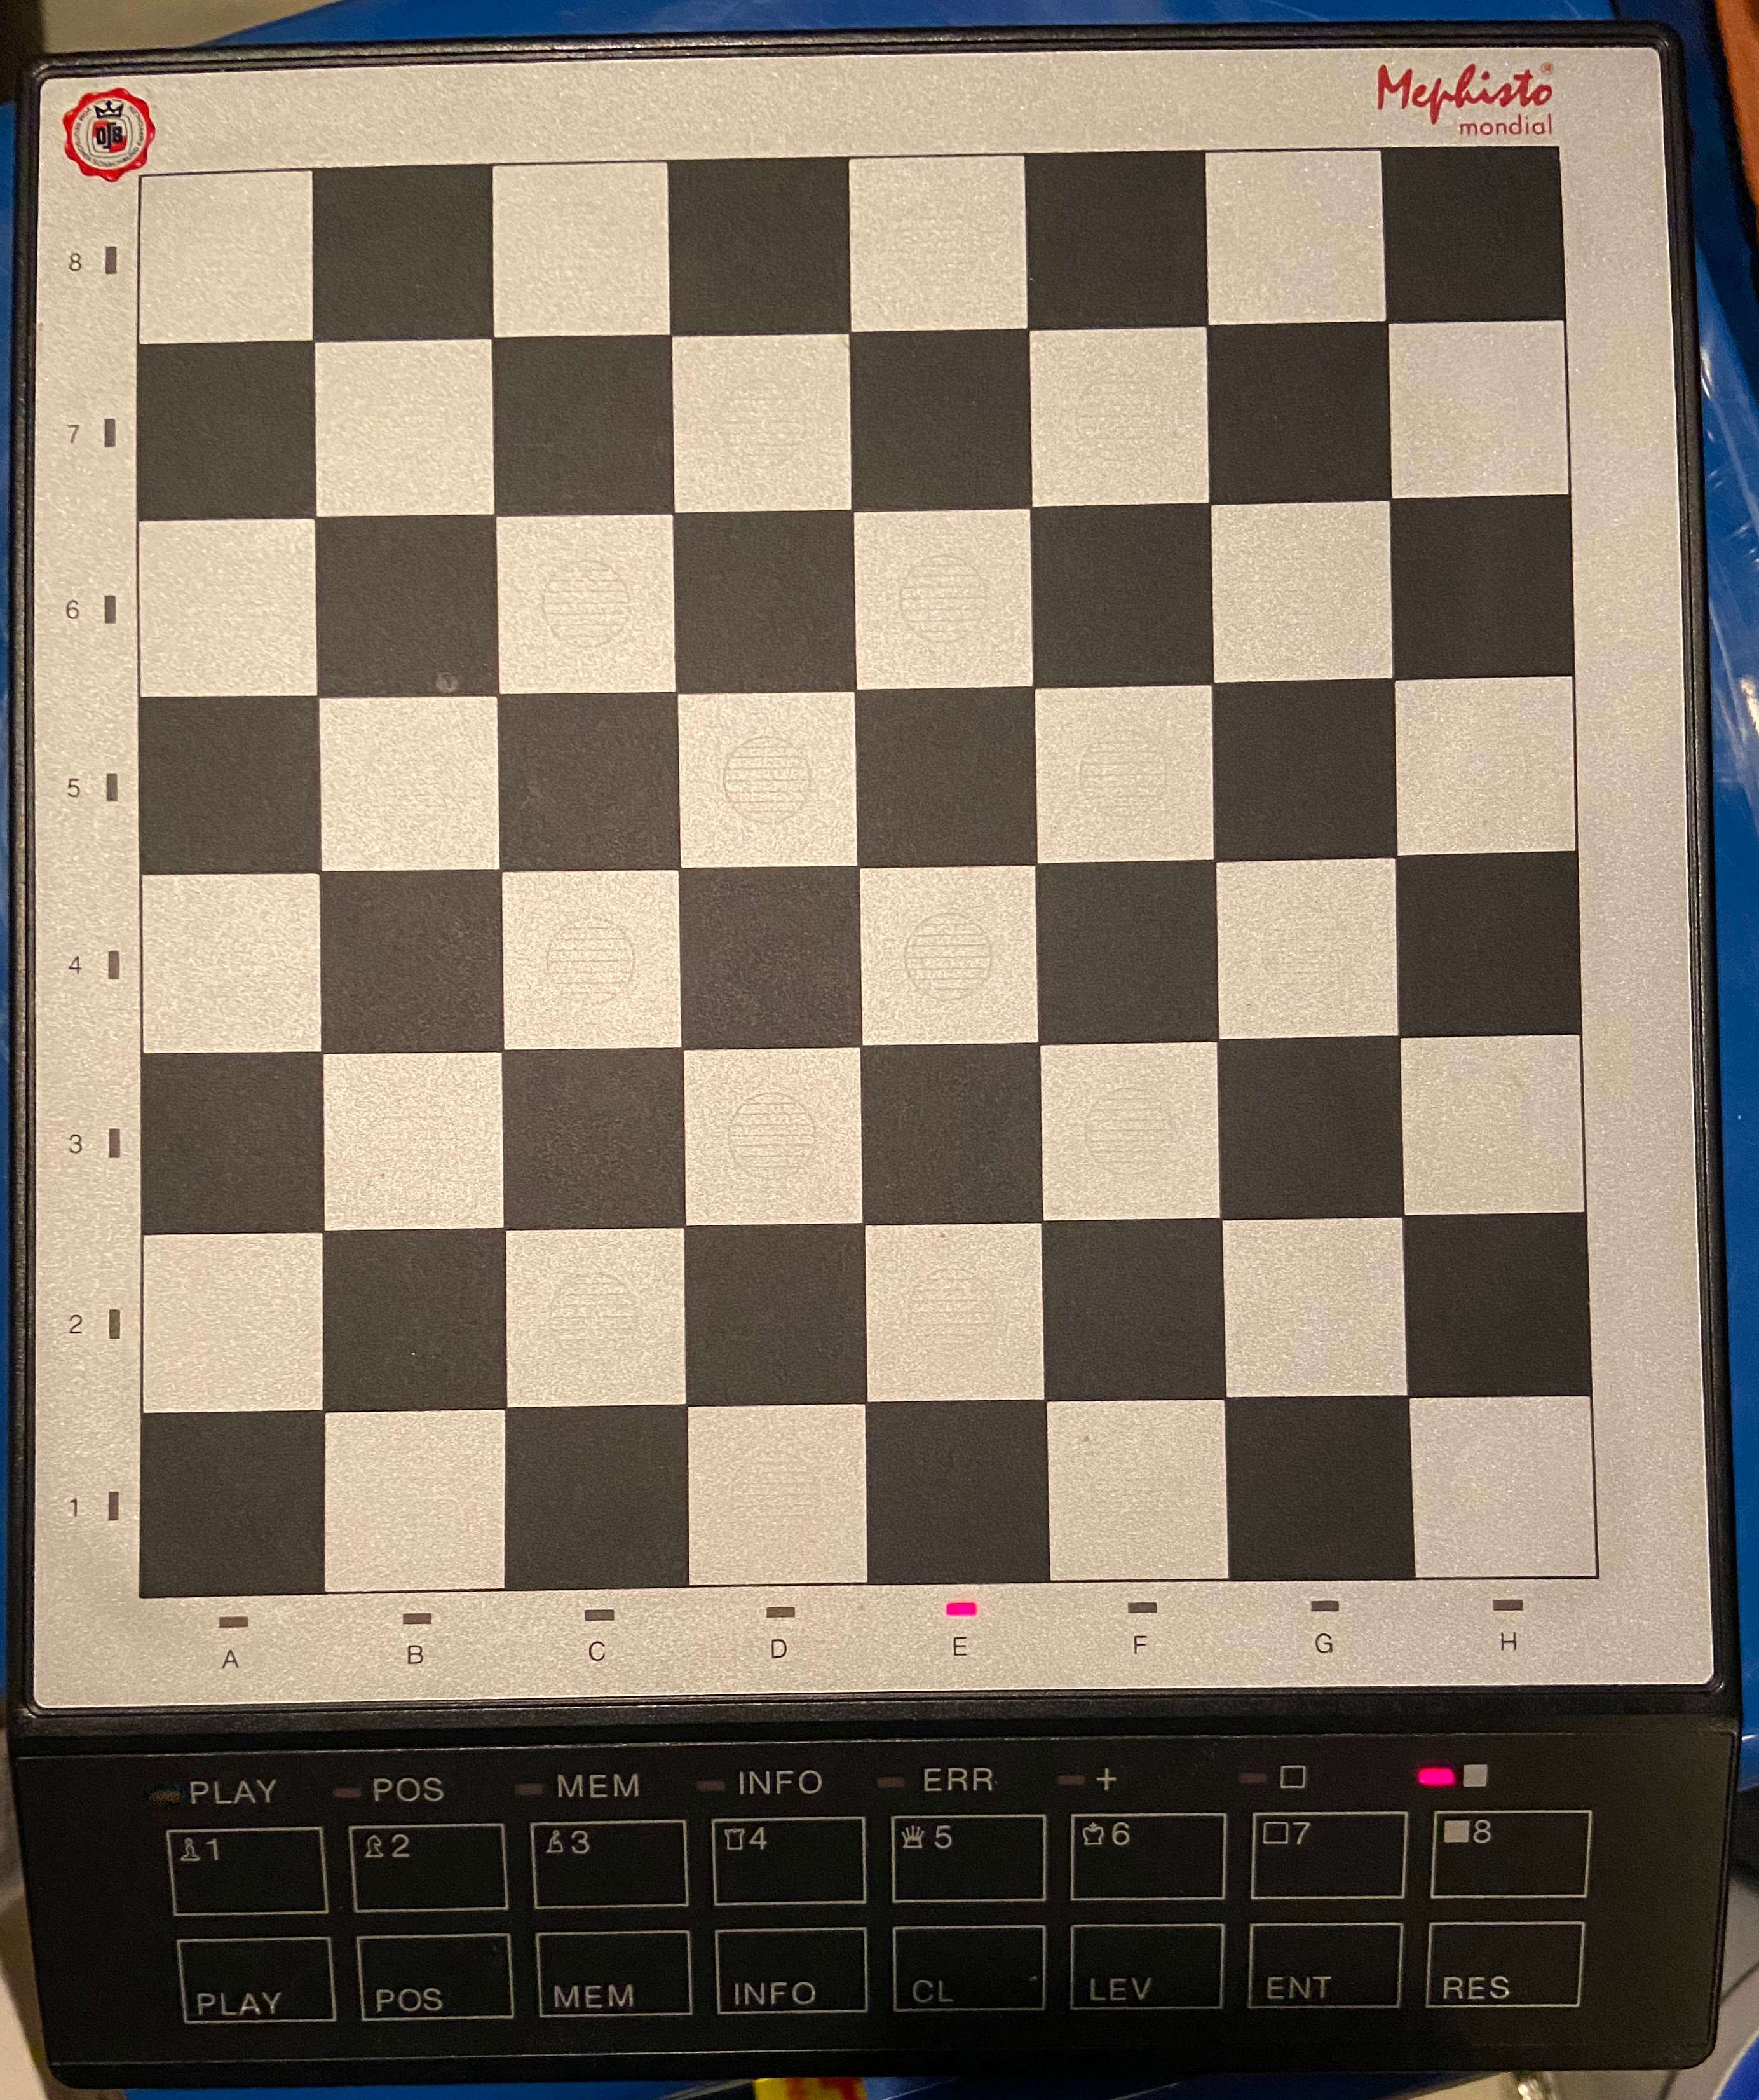 Mephisto®
mondial
DSB
8
7
6
5
4
3
2
1
A B C D E F G H
PLAY POS MEM INFO ERR + □ ■
♙1 ♘2 ♗3 ♖4 ♕5 ♔6 □7 ■8
PLAY POS MEM INFO CL LEV ENT RES